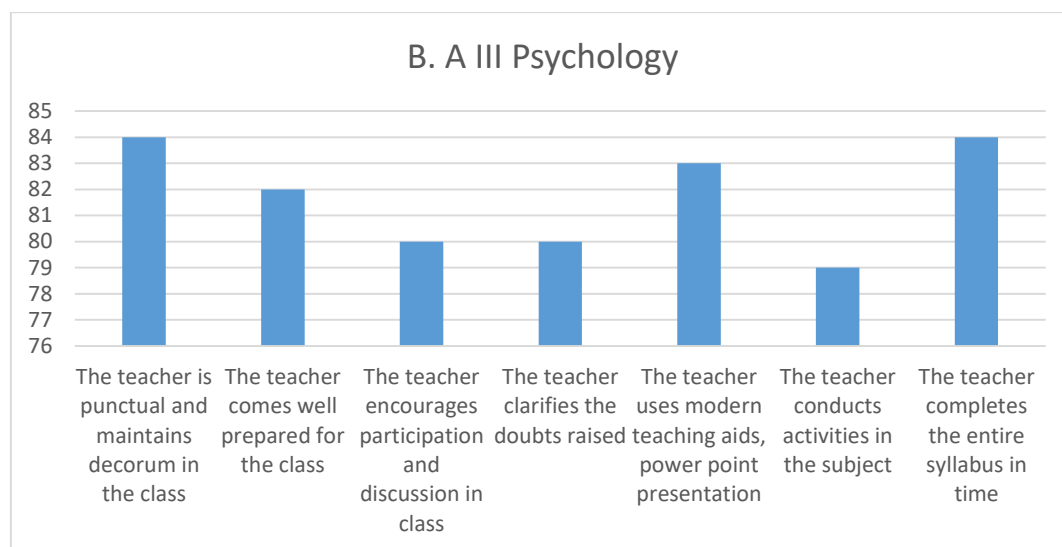 B. A III Psychology
85
84
83
82
81
80
79
78
77
76
The teacher is
punctual and
maintains
decorum in
the class
The teacher
comes well
prepared for
the class
The teacher
encourages
participation
and
discussion in
class
The teacher
clarifies the
doubts raised
The teacher
uses modern
teaching aids,
power point
presentation
The teacher
conducts
activities in
the subject
The teacher
completes
the entire
syllabus in
time